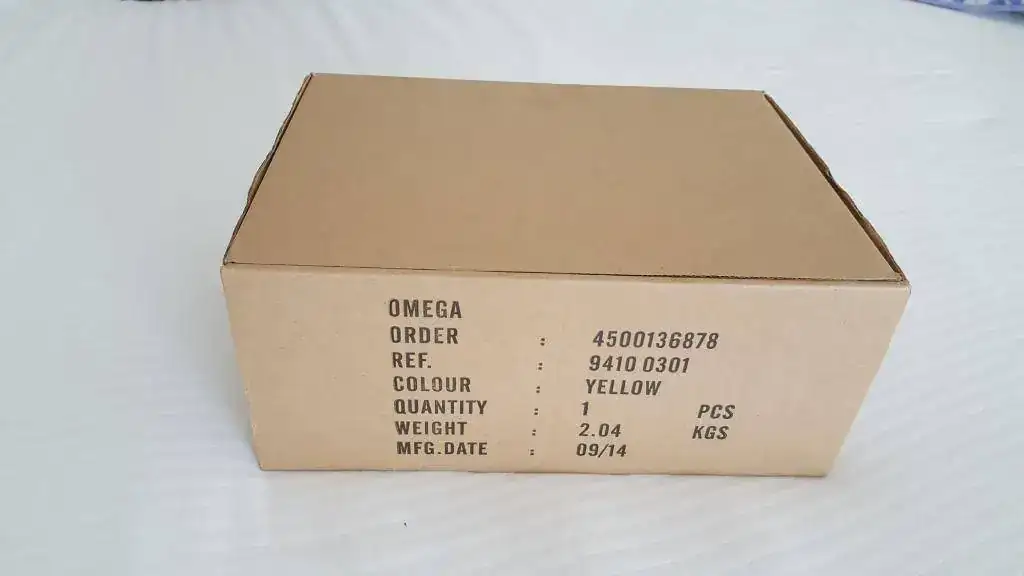 OMEGA
ORDER : 4500136878
REF. : 9410 0301
COLOUR : YELLOW
QUANTITY : 1 PCS
WEIGHT : 2.04 KGS
MFG.DATE : 09/14